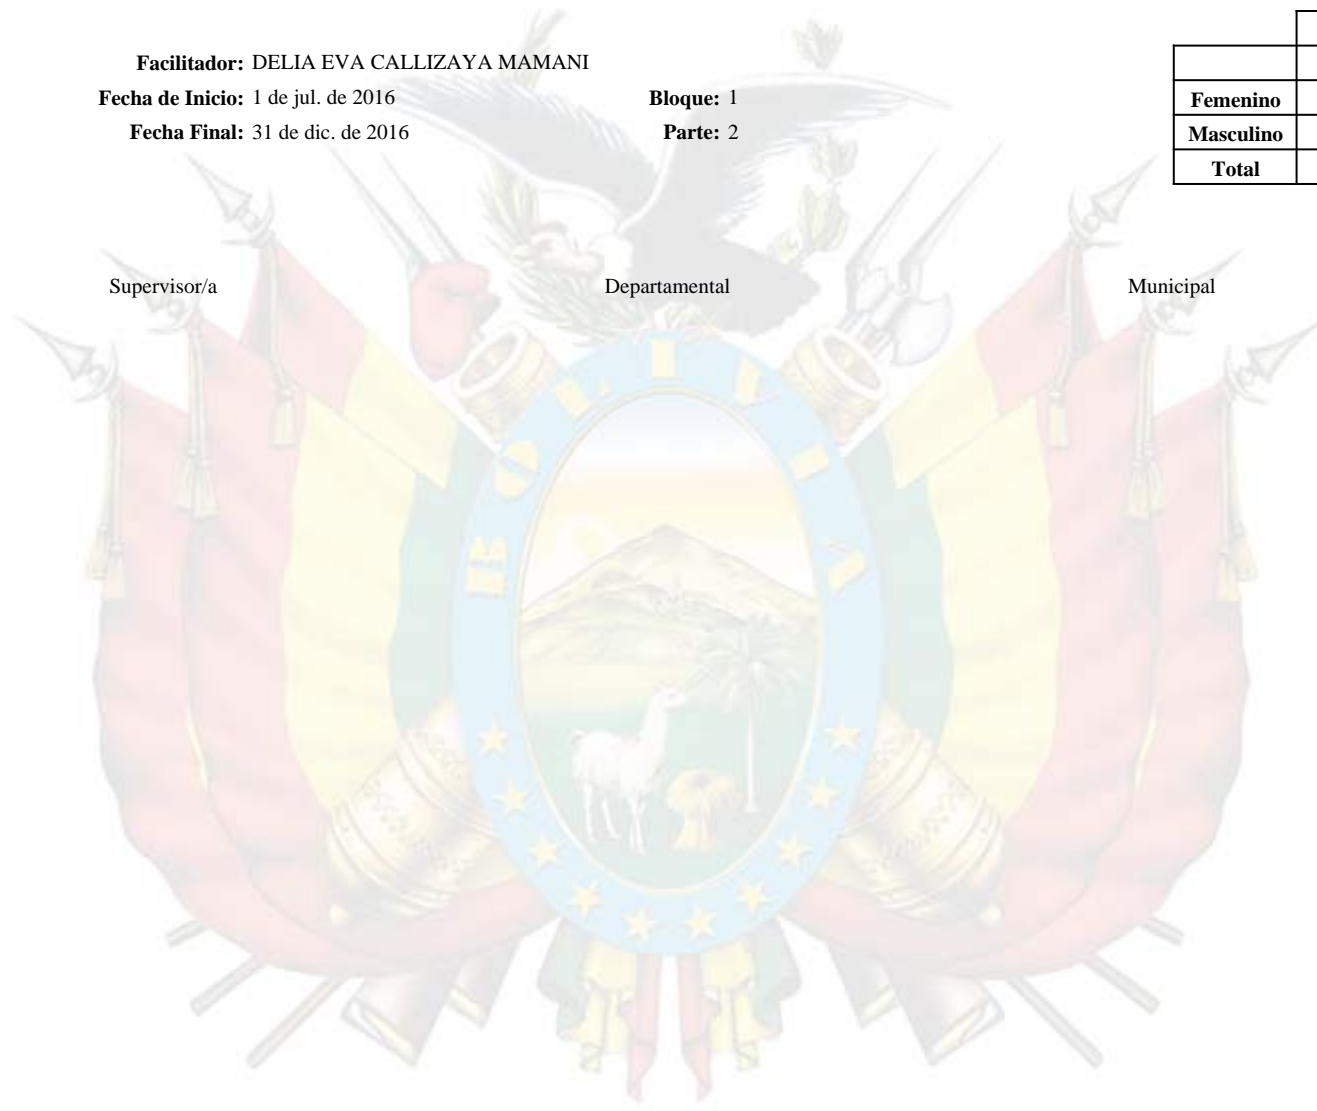 Facilitador: DELIA EVA CALLIZAYA MAMANI
Fecha de Inicio: 1 de jul. de 2016 Bloque: 1
Fecha Final: 31 de dic. de 2016 Parte: 2
Femenino
Masculino
Total
Supervisor/a Departamental Municipal
BOLIVIA